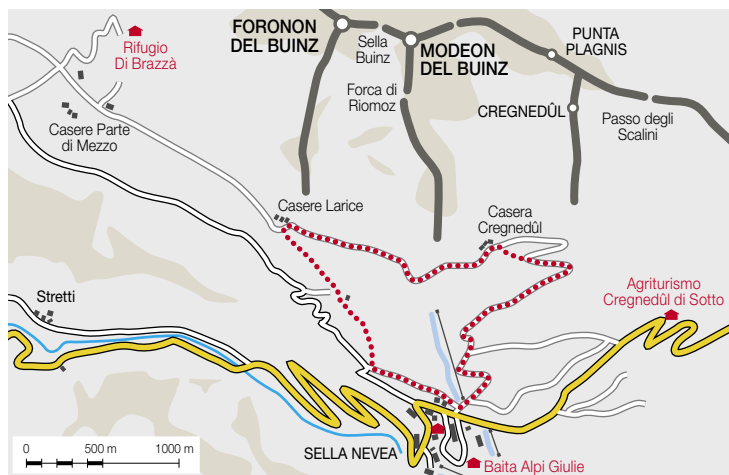 FORONON
DEL BUINZ
Sella
Buinz
MODEON
DEL BUINZ
PUNTA
PLAGNIS
Rifugio
Di Brazzà
Forca di
Riomoz
CREGNEDÛL
Passo degli
Scalini
Casere Parte
di Mezzo
Casere Larice
Casera
Cregnedûl
Stretti
Agriturismo
Cregnedûl di Sotto
0 500 m 1000 m
SELLA NEVEA
Baita Alpi Giulie